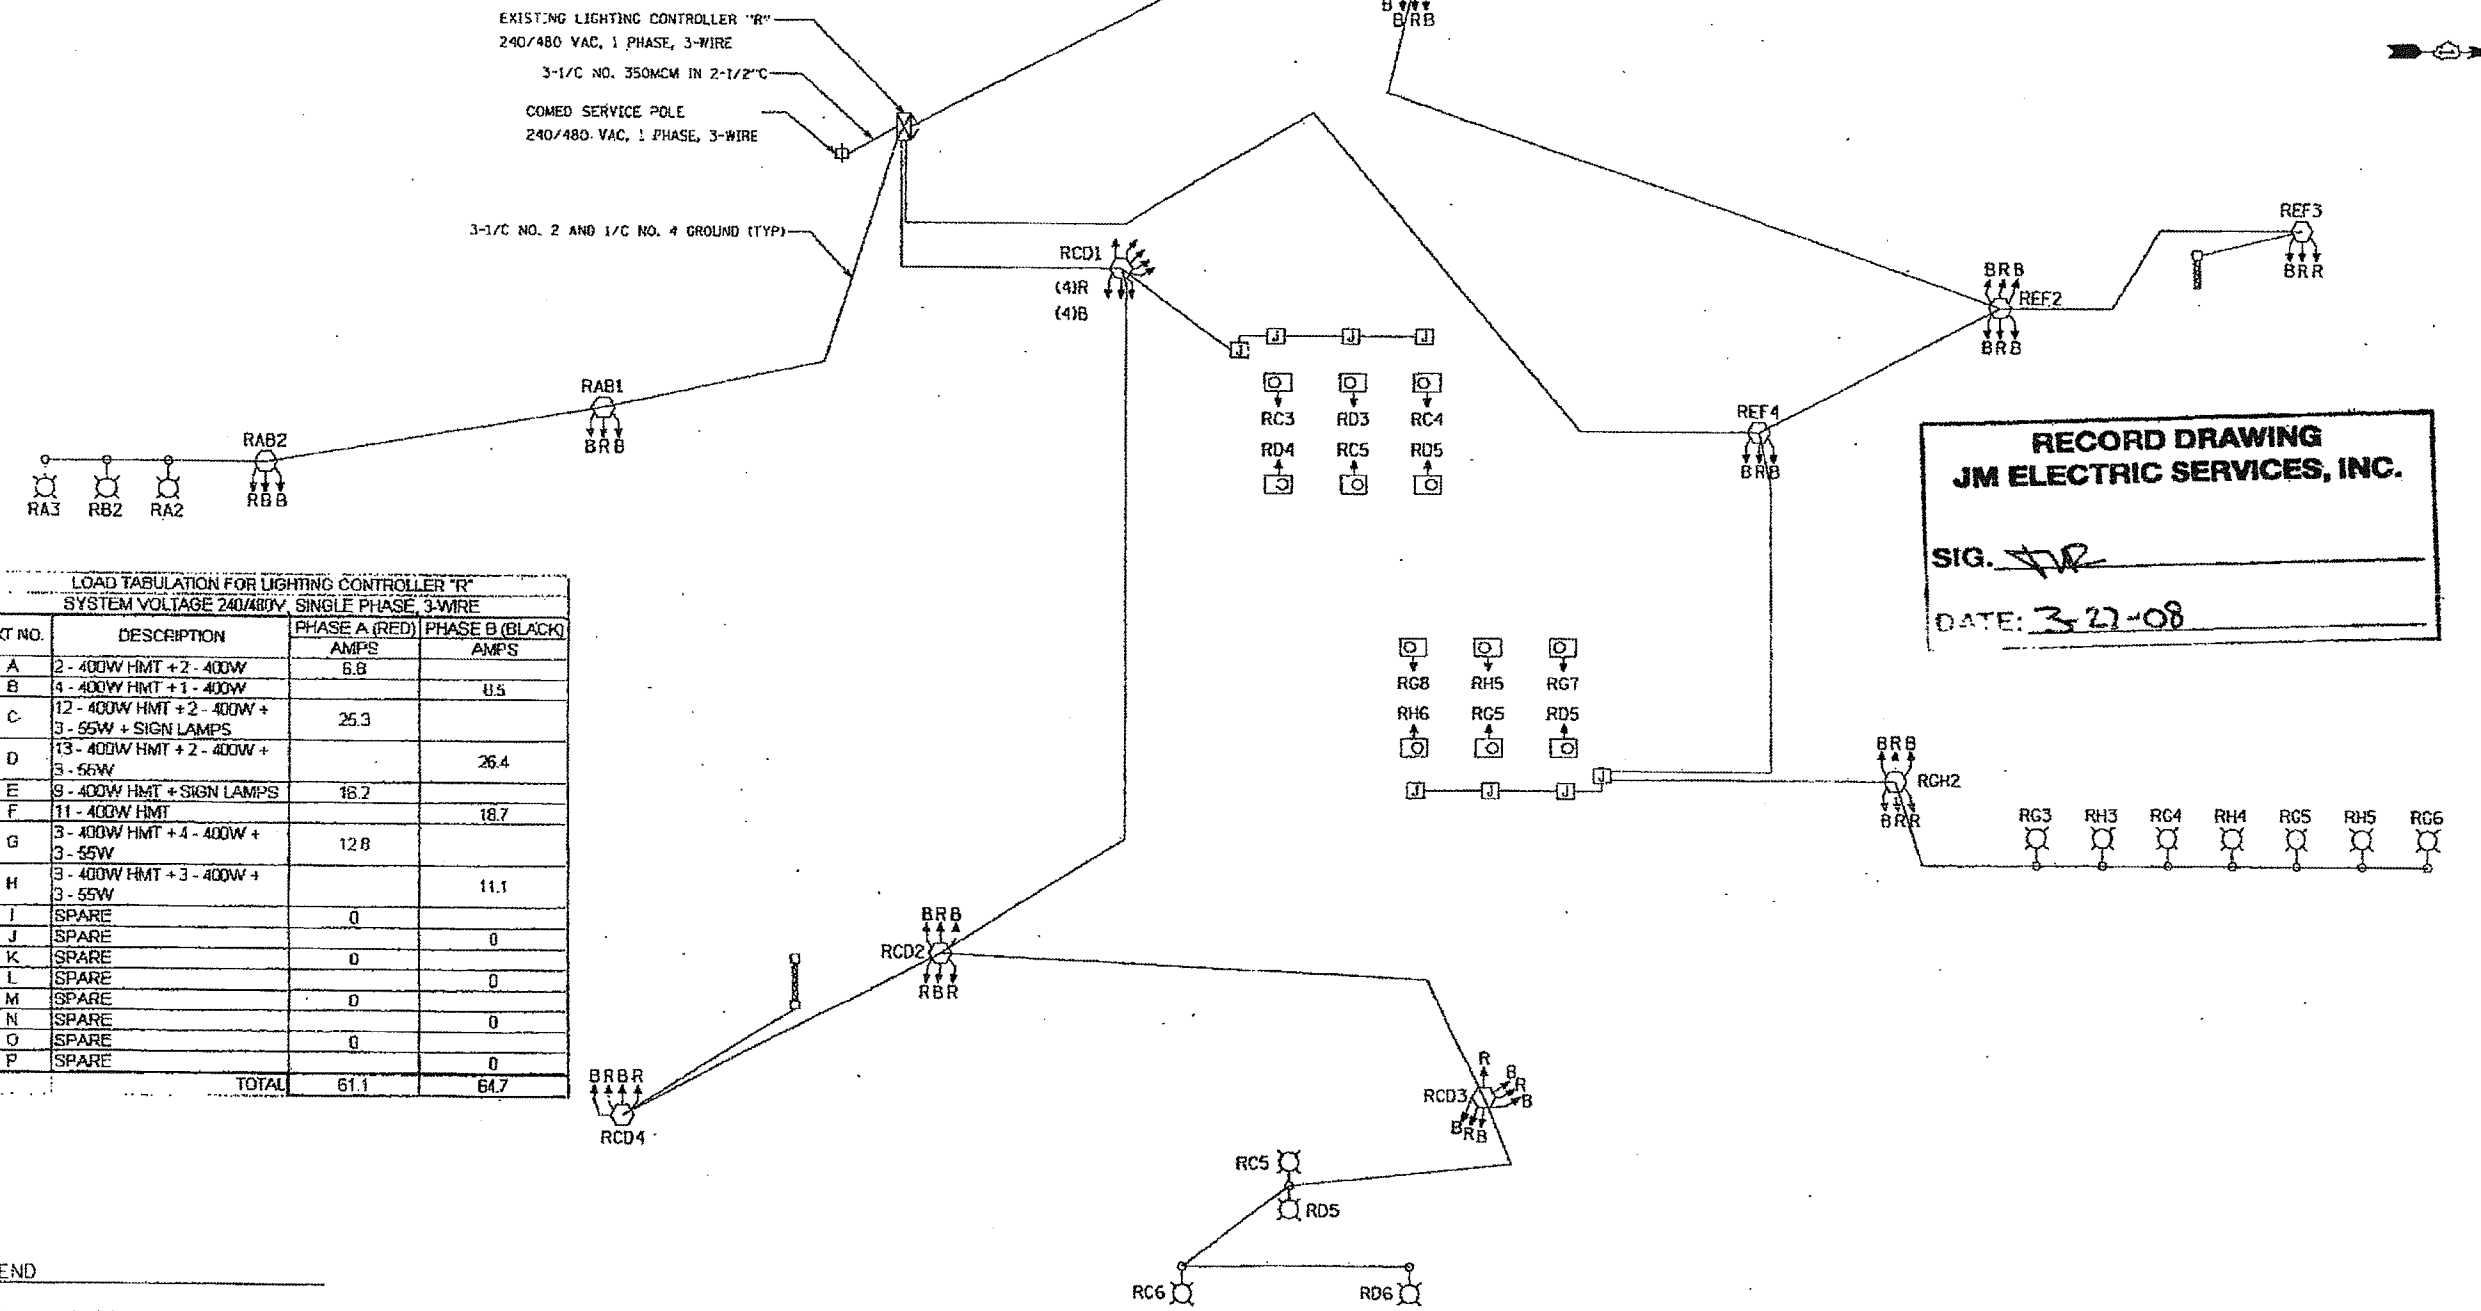 EXISTING LIGHTING CONTROLLER "R"
240/480 VAC, 1 PHASE, 3-WIRE
3-1/C NO. 350MCM IN 2-1/2"C
COMED SERVICE POLE
240/480 VAC, 1 PHASE, 3-WIRE
3-1/C NO. 2 AND 1/C NO. 4 GROUND (TYP)
B
BRB
RCD1
(4)R
(4)B
REF3
BRR
BRB
REF2
BRB
REF4
BRB
RAB1
BRB
RAB2
RBB
RA3 RB2 RA2
J J J J
RC3 RD3 RC4
RD4 RC5 RD5
RECORD DRAWING
JM ELECTRIC SERVICES, INC.
SIG.
DATE: 3-27-08
LOAD TABULATION FOR LIGHTING CONTROLLER "R"
SYSTEM VOLTAGE 240/480V, SINGLE PHASE, 3-WIRE
KT NO. DESCRIPTION PHASE A (RED) PHASE B (BLACK)
AMPS AMPS
A 2 - 400W HMT + 2 - 400W 6.8
B 4 - 400W HMT + 1 - 400W 8.5
C 12 - 400W HMT + 2 - 400W + 25.3
3 - 55W + SIGN LAMPS
D 13 - 400W HMT + 2 - 400W + 26.4
3 - 55W
E 9 - 400W HMT + SIGN LAMPS 16.2
F 11 - 400W HMT 18.7
G 3 - 400W HMT + 4 - 400W + 12.8
3 - 55W
H 3 - 400W HMT + 3 - 400W + 11.1
3 - 55W
I SPARE 0
J SPARE 0
K SPARE 0
L SPARE 0
M SPARE 0
N SPARE 0
O SPARE 0
P SPARE 0
TOTAL 61.1 64.7
RG8 RH5 RG7
RH6 RG5 RD5
J J J J
BRB
RGH2
BRR
RG3 RH3 RG4 RH4 RG5 RH5 RG6
BRB
RCD2
RBR
BRBR
RCD4
R
B
R
B
RCD3
BRB
RC5
RD5
RC6 RD6
END